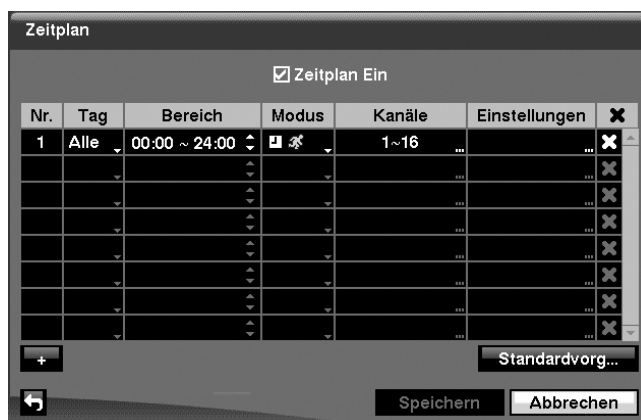 Zeitplan
Zeitplan Ein
Nr. Tag Bereich Modus Kanäle Einstellungen
1 Alle 00:00 ~ 24:00 1~16 ... ...
+ Standardvorg...
Speichern Abbrechen